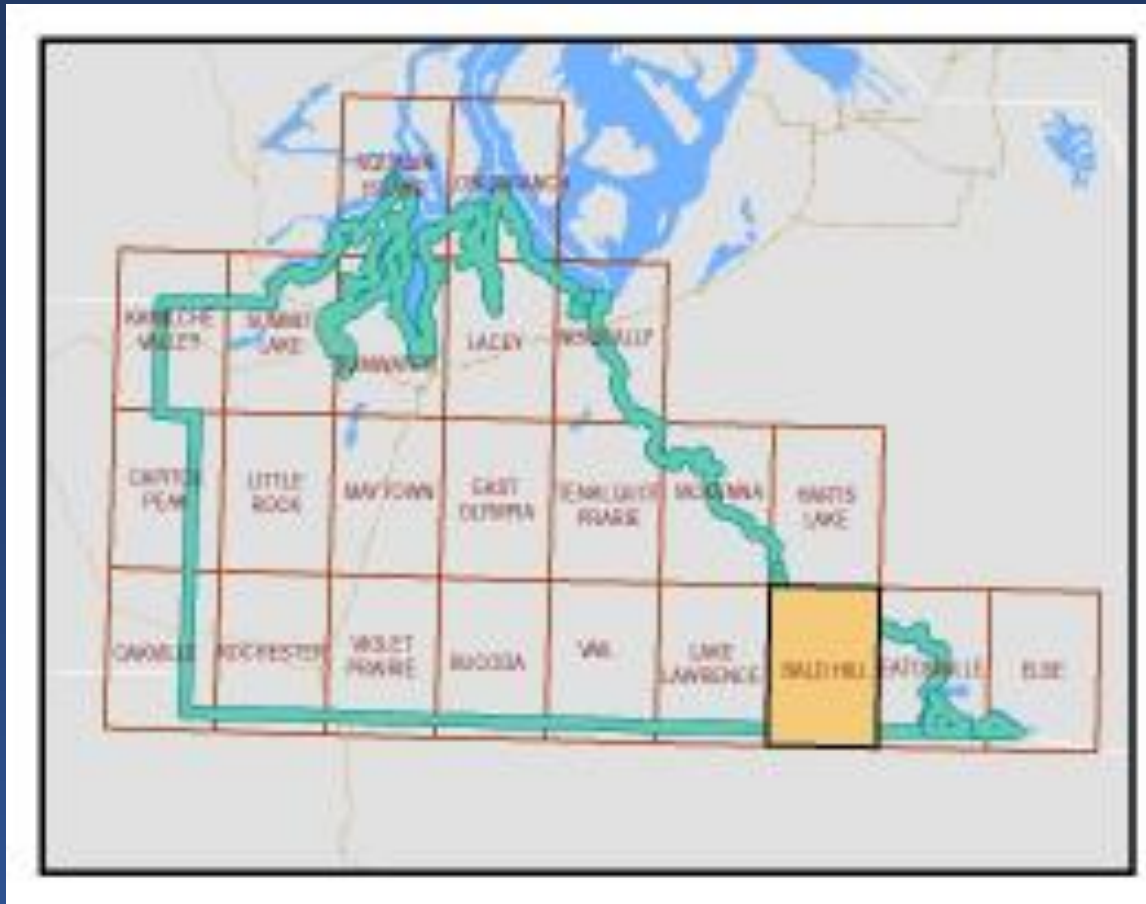 SUMMIT
LAKE
LACEY
VALLEY
CAPITOL
PEAK
LITTLE
ROCK
MAYTOWN
EAST
OLYMPIA
PRAIRIE
MCKENNA
HARTS
LAKE
OAKVILLE
ROCHESTER
VIOLET
PRAIRIE
BUCODA
VAIL
LAKE
LAWRENCE
BALD HILL
EATONVILLE
ELBE